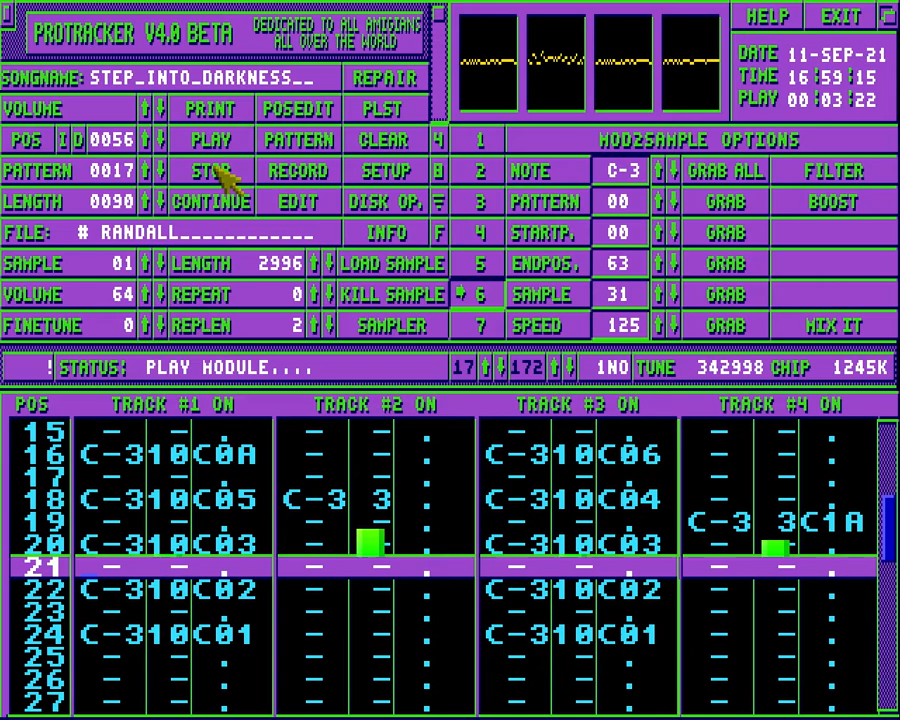 PROTRACKER V4.0 BETA DEDICATED TO ALL AMIGIANS ALL OVER THE WORLD
HELP EXIT
DATE 11-SEP-21
TIME 16:59:15
PLAY 00:03:22
SONGNAME: STEP_INTO_DARKNESS__ REPAIR
VOLUME PRINT POSEDIT PLST
POS I D 0056 PLAY PATTERN CLEAR 4 1 MOD2SAMPLE OPTIONS
PATTERN 0017 STOP RECORD SETUP 8 2 NOTE C-3 GRAB ALL FILTER
LENGTH 0090 CONTINUE EDIT DISK OP. 3 PATTERN 00 GRAB BOOST
FILE: # RANDALL____________ INFO F 4 STARTP. 00 GRAB
SAMPLE 01 LENGTH 2996 LOAD SAMPLE 5 ENDPOS. 63 GRAB
VOLUME 64 REPEAT 0 KILL SAMPLE 6 SAMPLE 31 GRAB
FINETUNE 0 REPLEN 2 SAMPLER 7 SPEED 125 GRAB MIX IT
! STATUS: PLAY MODULE.... 17 172 1NO TUNE 342998 CHIP 1245K
POS TRACK #1 ON TRACK #2 ON TRACK #3 ON TRACK #4 ON
15 - - . - - . - - . - - .
16 C-310C0A - - . C-310C06 - - .
17 - - . - - . - - . - - .
18 C-310C05 C-3 3 . C-310C04 - - .
19 - - . - - . - - . C-3 3C1A
20 C-310C03 - - . C-310C03 - - .
21 - - . - - . - - . - - .
22 C-310C02 - - . C-310C02 - - .
23 - - . - - . - - . - - .
24 C-310C01 - - . C-310C01 - - .
25 - - . - - . - - . - - .
26 - - . - - . - - . - - .
27 - - . - - . - - . - - .